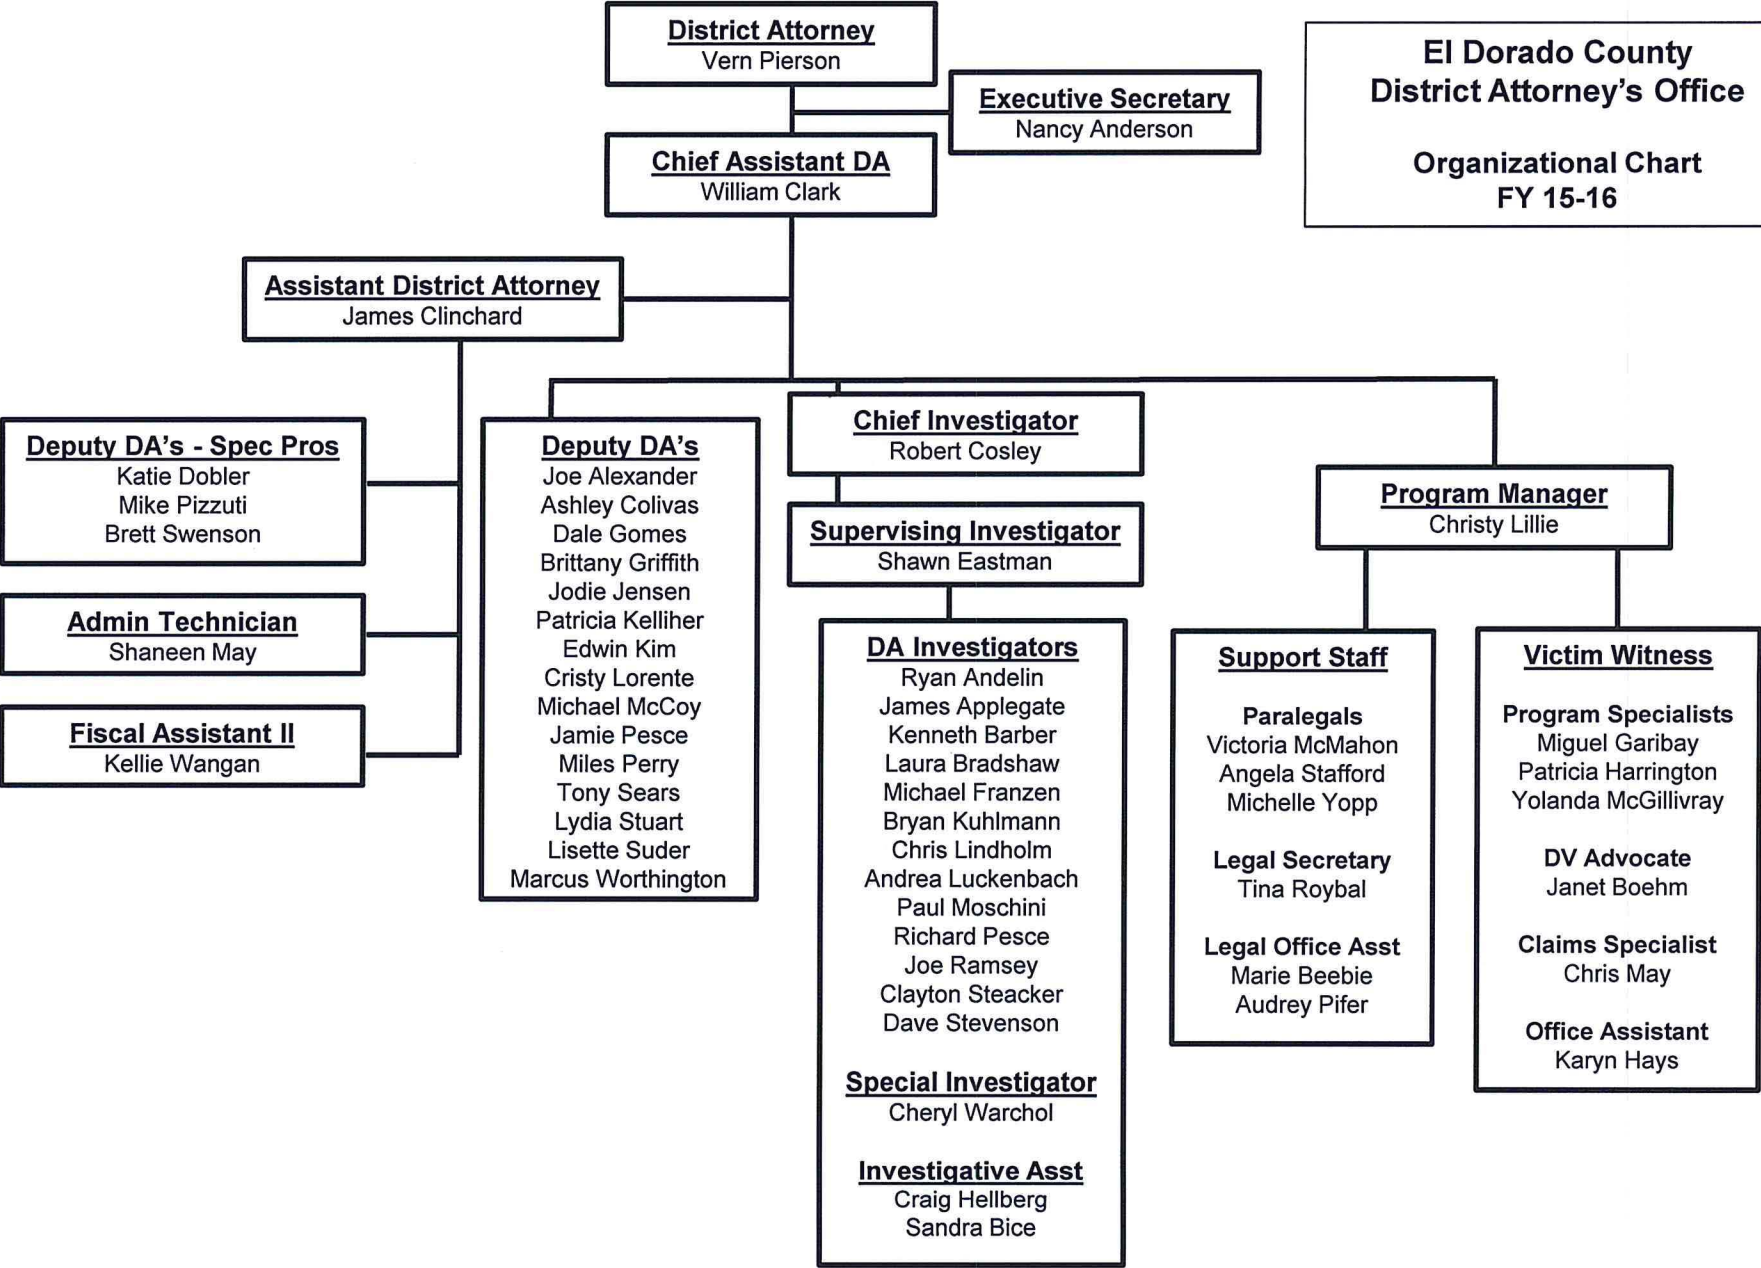 District Attorney
Vern Pierson
Executive Secretary
Nancy Anderson
Chief Assistant DA
William Clark
El Dorado County
District Attorney's Office
Organizational Chart
FY 15-16
Assistant District Attorney
James Clinchard
Deputy DA's - Spec Pros
Katie Dobler
Mike Pizzuti
Brett Swenson
Admin Technician
Shaneen May
Fiscal Assistant II
Kellie Wangan
Deputy DA's
Joe Alexander
Ashley Colivas
Dale Gomes
Brittany Griffith
Jodie Jensen
Patricia Kelliher
Edwin Kim
Cristy Lorente
Michael McCoy
Jamie Pesce
Miles Perry
Tony Sears
Lydia Stuart
Lisette Suder
Marcus Worthington
Chief Investigator
Robert Cosley
Supervising Investigator
Shawn Eastman
DA Investigators
Ryan Andelin
James Applegate
Kenneth Barber
Laura Bradshaw
Michael Franzen
Bryan Kuhlmann
Chris Lindholm
Andrea Luckenbach
Paul Moschini
Richard Pesce
Joe Ramsey
Clayton Steacker
Dave Stevenson
Special Investigator
Cheryl Warchol
Investigative Asst
Craig Hellberg
Sandra Bice
Program Manager
Christy Lillie
Support Staff
Paralegals
Victoria McMahon
Angela Stafford
Michelle Yopp
Legal Secretary
Tina Roybal
Legal Office Asst
Marie Beebie
Audrey Pifer
Victim Witness
Program Specialists
Miguel Garibay
Patricia Harrington
Yolanda McGillivray
DV Advocate
Janet Boehm
Claims Specialist
Chris May
Office Assistant
Karyn Hays